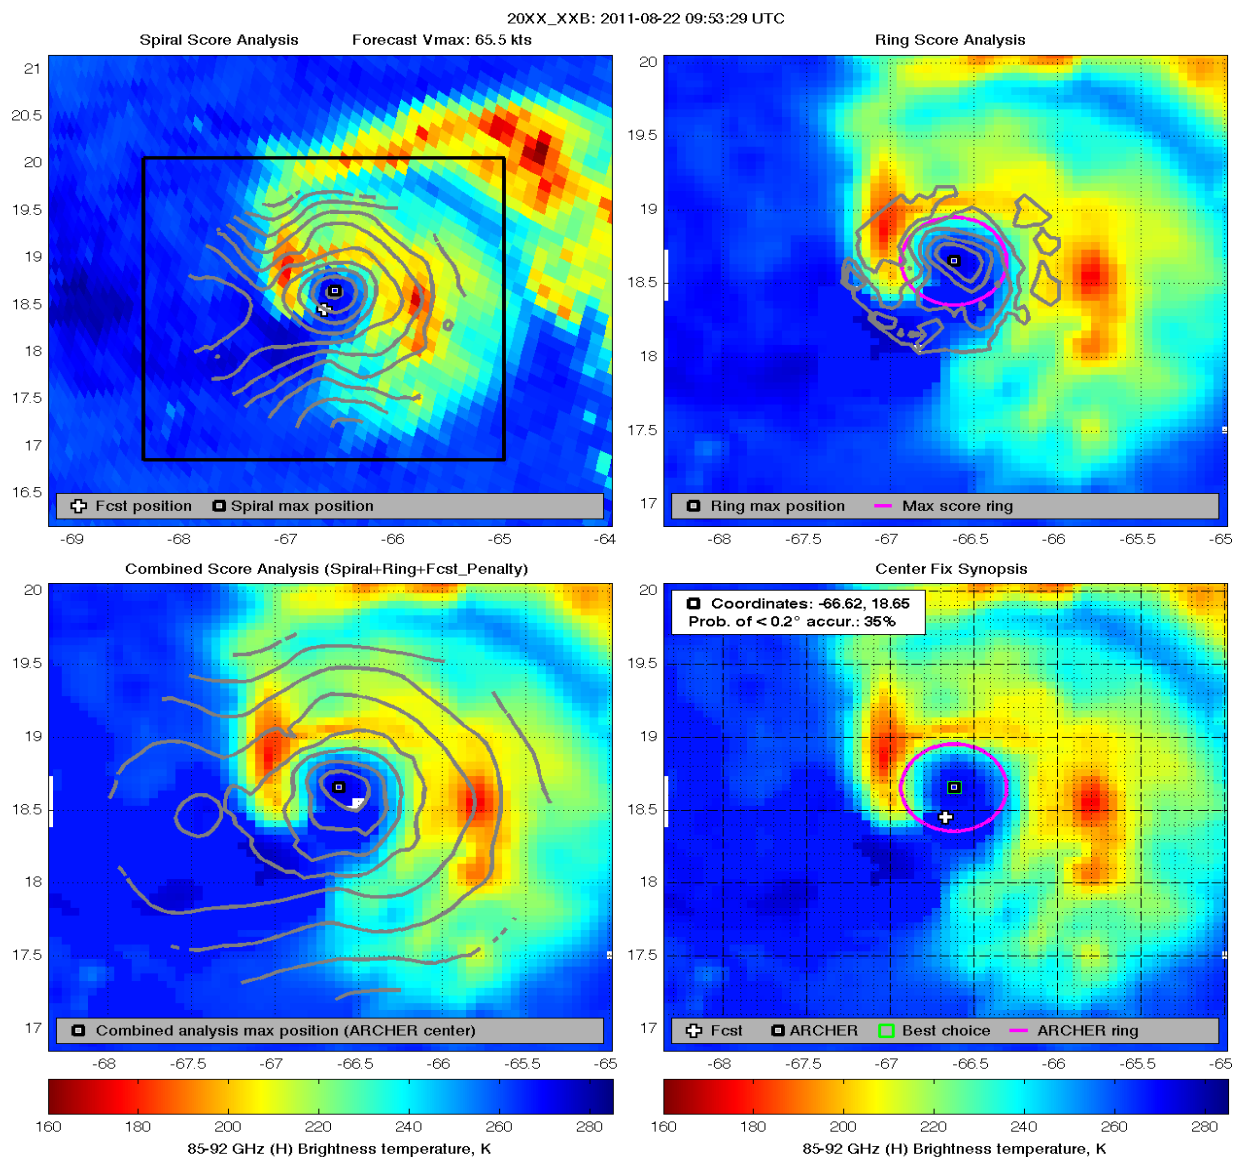 20XX_XXB: 2011-08-22 09:53:29 UTC
Spiral Score Analysis Forecast Vmax: 65.5 kts
21
20.5
20
19.5
19
18.5
18
17.5
17
16.5
Fcst position Spiral max position
-69 -68 -67 -66 -65 -64
Ring Score Analysis
20
19.5
19
18.5
18
17.5
17
Ring max position Max score ring
-68 -67.5 -67 -66.5 -66 -65.5 -65
Combined Score Analysis (Spiral+Ring+Fcst_Penalty)
20
19.5
19
18.5
18
17.5
17
Combined analysis max position (ARCHER center)
-68 -67.5 -67 -66.5 -66 -65.5 -65
Center Fix Synopsis
Coordinates: -66.62, 18.65
Prob. of < 0.2° accur.: 35%
20
19.5
19
18.5
18
17.5
17
Fcst ARCHER Best choice ARCHER ring
-68 -67.5 -67 -66.5 -66 -65.5 -65
160 180 200 220 240 260 280
85-92 GHz (H) Brightness temperature, K
160 180 200 220 240 260 280
85-92 GHz (H) Brightness temperature, K